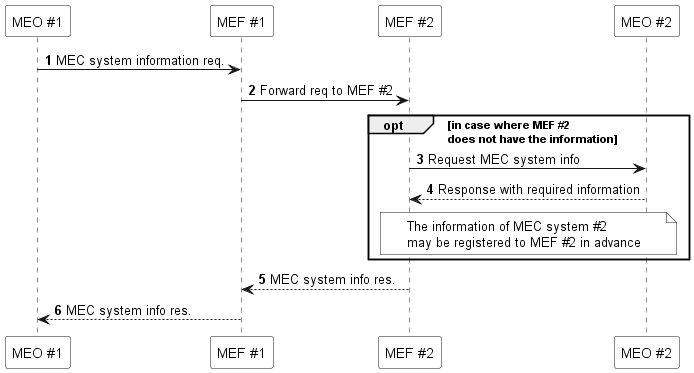 MEO #1 MEF #1 MEF #2 MEO #2
1 MEC system information req.
2 Forward req to MEF #2
opt [in case where MEF #2
does not have the information]
3 Request MEC system info
4 Response with required information
The information of MEC system #2
may be registered to MEF #2 in advance
5 MEC system info res.
6 MEC system info res.
MEO #1 MEF #1 MEF #2 MEO #2